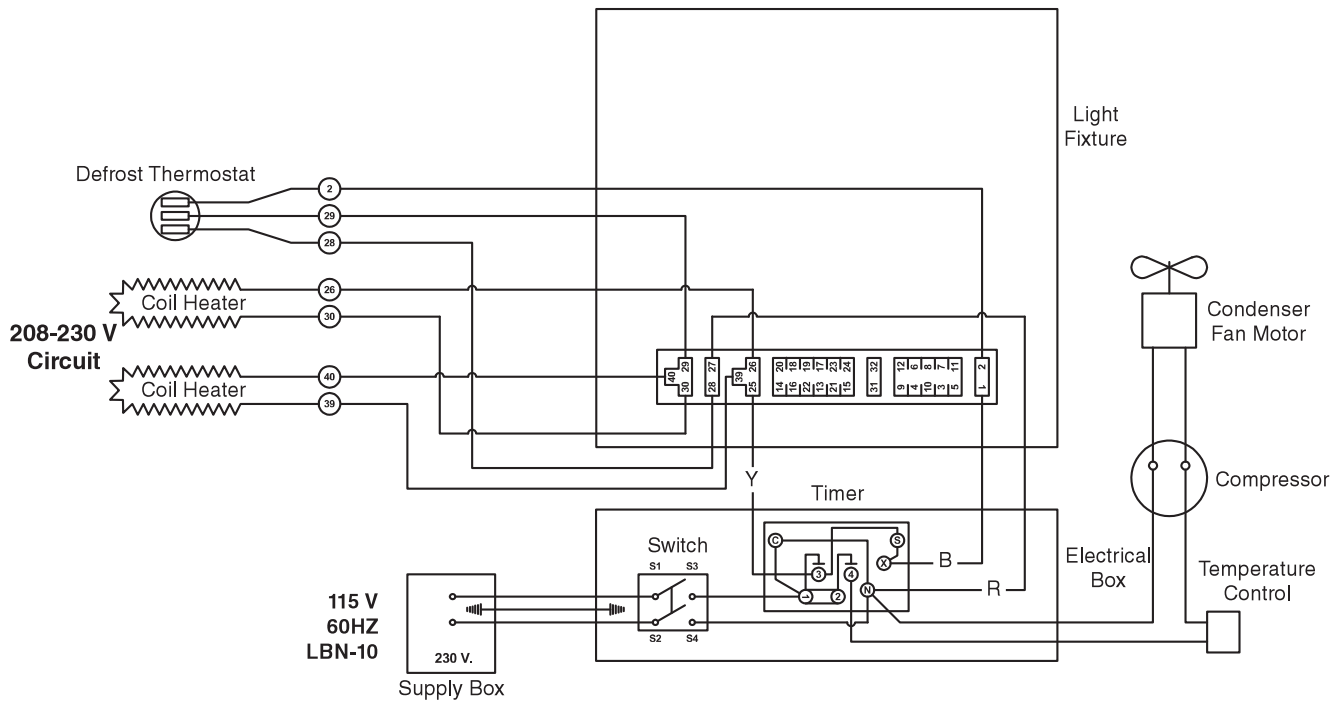 Light
Fixture
Defrost Thermostat
2
29
28
26
Coil Heater
30
208-230 V
Circuit
40
Coil Heater
39
Condenser
Fan Motor
40 29 30
27 28
39 26 25
20 18 19 17 23 24
14 16 22 13 21 15
32 31
12 6 8 7 11
9 4 10 3 5
2 1
Compressor
Y
Timer
C S
X
B
3 4
1 2 N
R
Switch
S1 S3
S2 S4
Electrical
Box
Temperature
Control
115 V
60HZ
LBN-10
230 V.
Supply Box